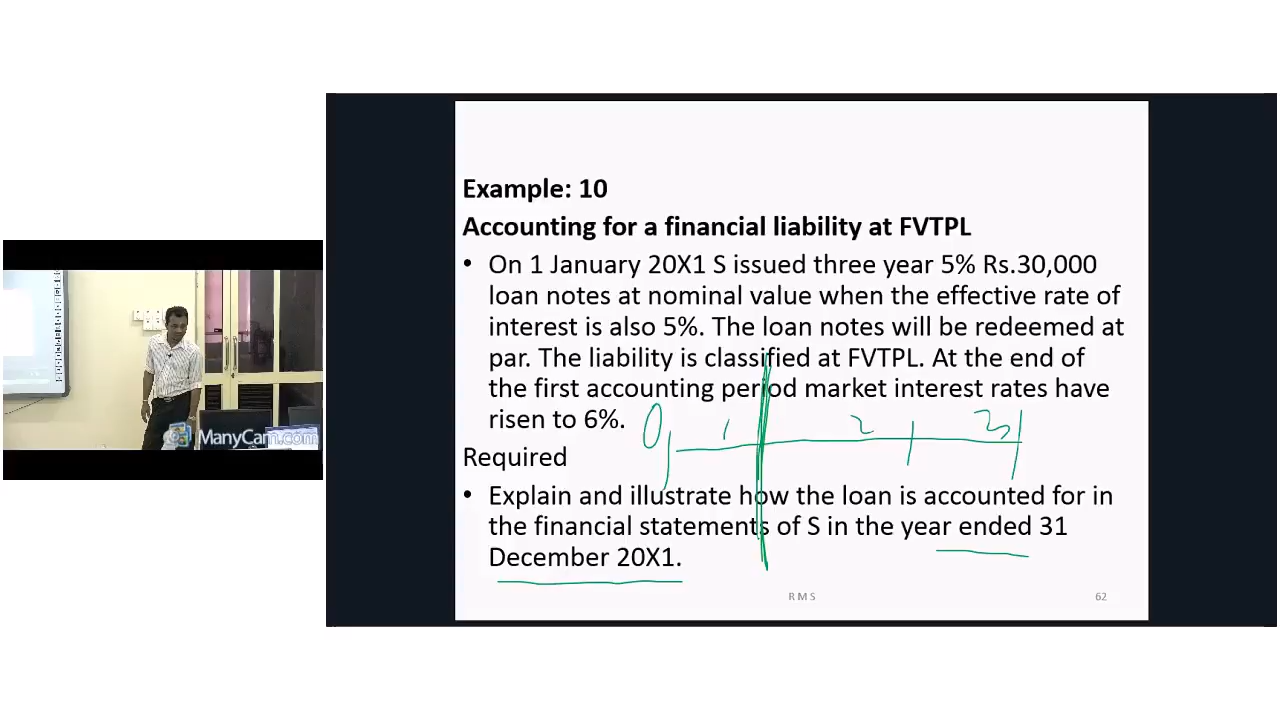 Example: 10
Accounting for a financial liability at FVTPL
• On 1 January 20X1 S issued three year 5% Rs.30,000
loan notes at nominal value when the effective rate of
interest is also 5%. The loan notes will be redeemed at
par. The liability is classified at FVTPL. At the end of
the first accounting period market interest rates have
risen to 6%.
0 1 2 3
Required
• Explain and illustrate how the loan is accounted for in
the financial statements of S in the year ended 31
December 20X1.
R M S 62
ManyCam.com